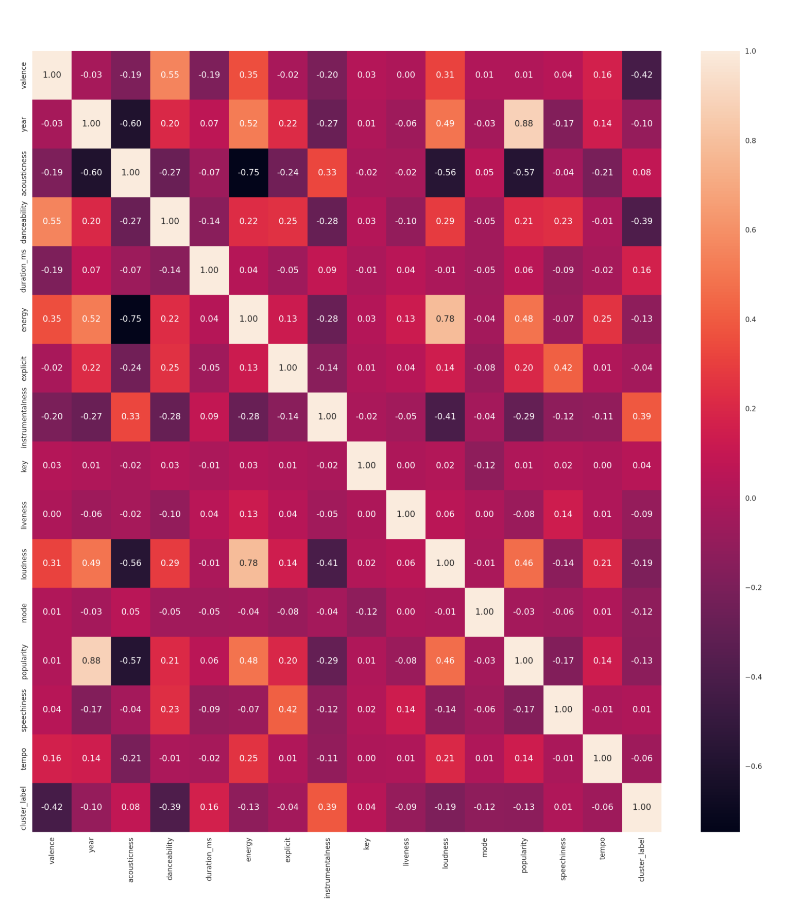 valence 1.00 -0.03 -0.19 0.55 -0.19 0.35 -0.02 -0.20 0.03 0.00 0.31 0.01 0.01 0.04 0.16 -0.42
year -0.03 1.00 -0.60 0.20 0.07 0.52 0.22 -0.27 0.01 -0.06 0.49 -0.03 0.88 -0.17 0.14 -0.10
acousticness -0.19 -0.60 1.00 -0.27 -0.07 -0.75 -0.24 0.33 -0.02 -0.02 -0.56 0.05 -0.57 -0.04 -0.21 0.08
danceability 0.55 0.20 -0.27 1.00 -0.14 0.22 0.25 -0.28 0.03 -0.10 0.29 -0.05 0.21 0.23 -0.01 -0.39
duration_ms -0.19 0.07 -0.07 -0.14 1.00 0.04 -0.05 0.09 -0.01 0.04 -0.01 -0.05 0.06 -0.09 -0.02 0.16
energy 0.35 0.52 -0.75 0.22 0.04 1.00 0.13 -0.28 0.03 0.13 0.78 -0.04 0.48 -0.07 0.25 -0.13
explicit -0.02 0.22 -0.24 0.25 -0.05 0.13 1.00 -0.14 0.01 0.04 0.14 -0.08 0.20 0.42 0.01 -0.04
instrumentalness -0.20 -0.27 0.33 -0.28 0.09 -0.28 -0.14 1.00 -0.02 -0.05 -0.41 -0.04 -0.29 -0.12 -0.11 0.39
key 0.03 0.01 -0.02 0.03 -0.01 0.03 0.01 -0.02 1.00 0.00 0.02 -0.12 0.01 0.02 0.00 0.04
liveness 0.00 -0.06 -0.02 -0.10 0.04 0.13 0.04 -0.05 0.00 1.00 0.06 0.00 -0.08 0.14 0.01 -0.09
loudness 0.31 0.49 -0.56 0.29 -0.01 0.78 0.14 -0.41 0.02 0.06 1.00 -0.01 0.46 -0.14 0.21 -0.19
mode 0.01 -0.03 0.05 -0.05 -0.05 -0.04 -0.08 -0.04 -0.12 0.00 -0.01 1.00 -0.03 -0.06 0.01 -0.12
popularity 0.01 0.88 -0.57 0.21 0.06 0.48 0.20 -0.29 0.01 -0.08 0.46 -0.03 1.00 -0.17 0.14 -0.13
speechiness 0.04 -0.17 -0.04 0.23 -0.09 -0.07 0.42 -0.12 0.02 0.14 -0.14 -0.06 -0.17 1.00 -0.01 0.01
tempo 0.16 0.14 -0.21 -0.01 -0.02 0.25 0.01 -0.11 0.00 0.01 0.21 0.01 0.14 -0.01 1.00 -0.06
cluster_label -0.42 -0.10 0.08 -0.39 0.16 -0.13 -0.04 0.39 0.04 -0.09 -0.19 -0.12 -0.13 0.01 -0.06 1.00
valence year acousticness danceability duration_ms energy explicit instrumentalness key liveness loudness mode popularity speechiness tempo cluster_label
1.0
0.8
0.6
0.4
0.2
0.0
−0.2
−0.4
−0.6